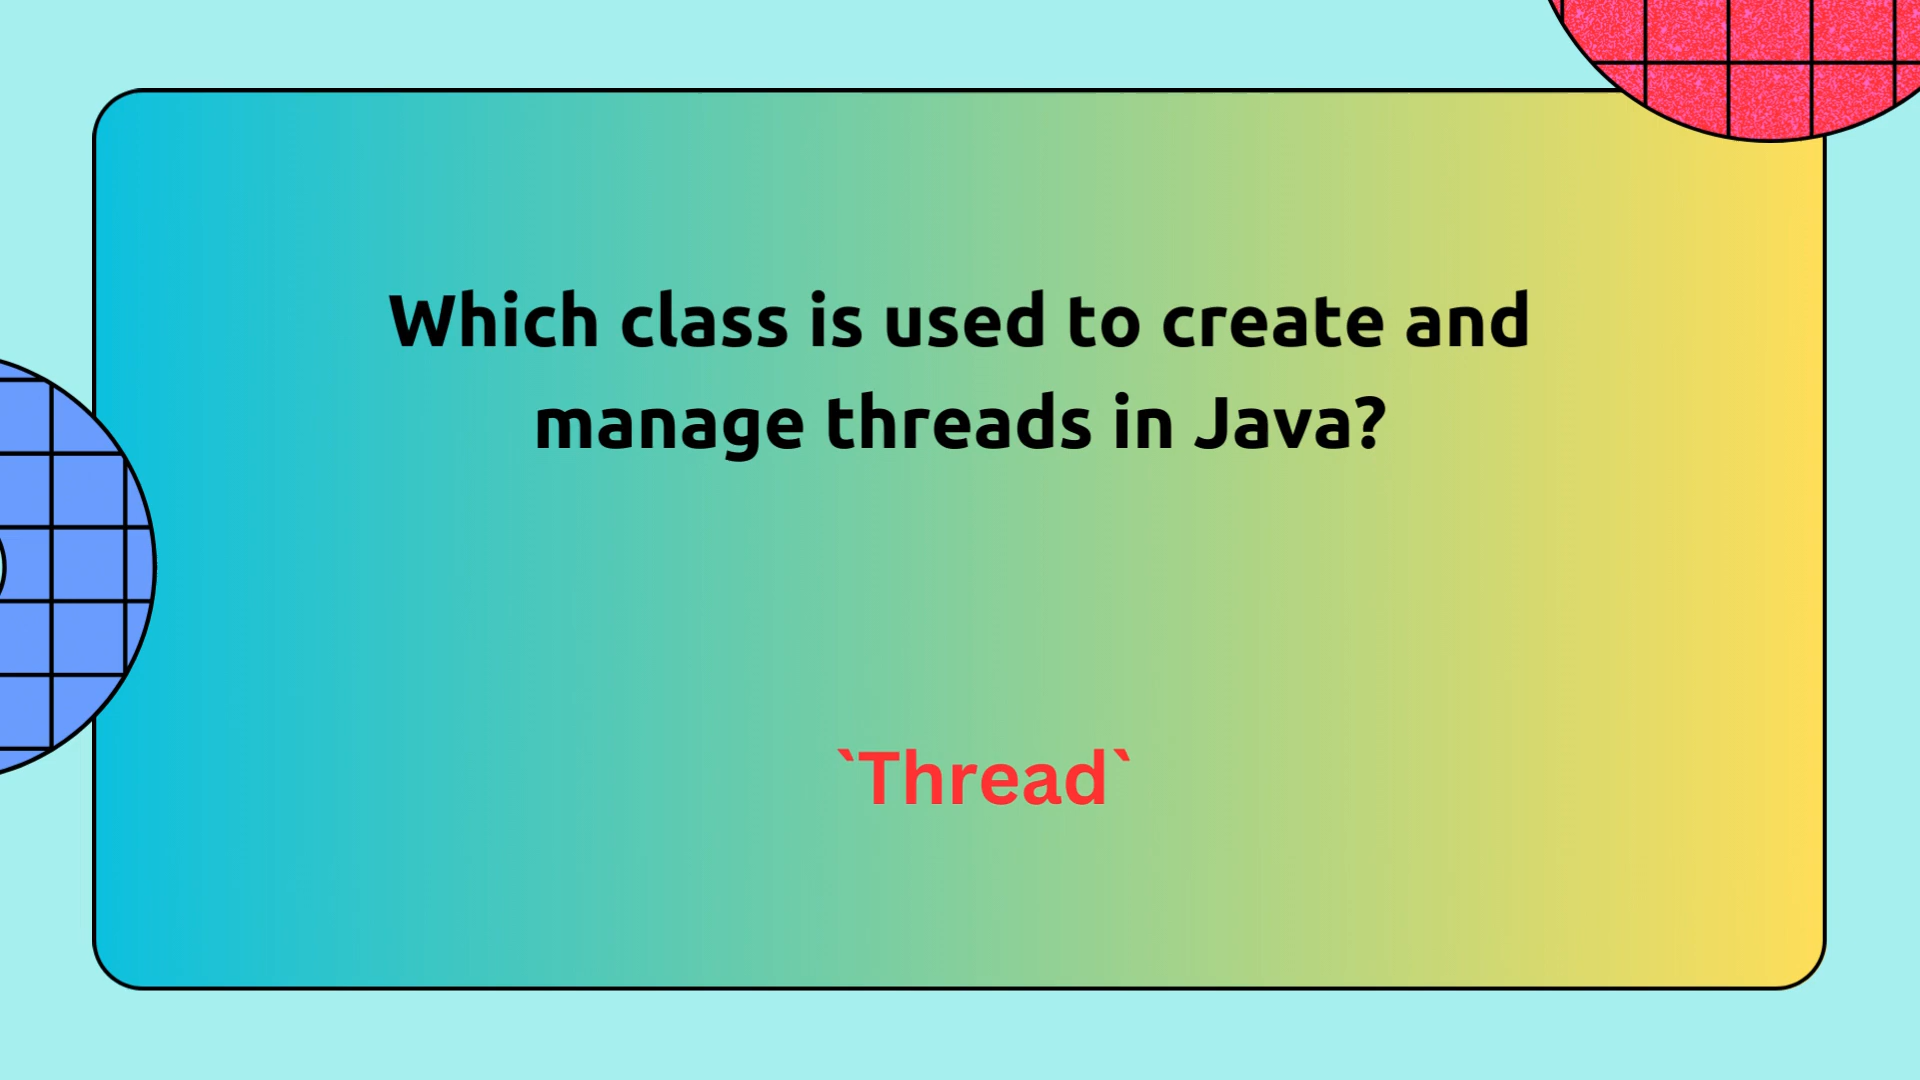 Which class is used to create and
manage threads in Java?
`Thread`